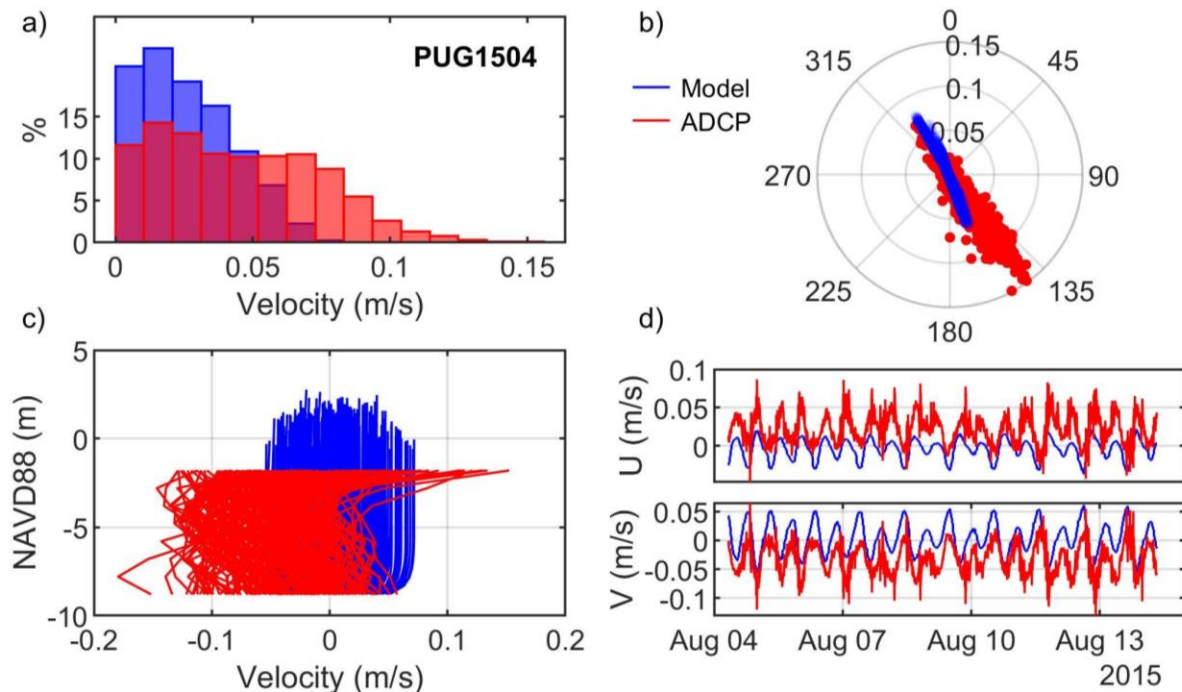 a)
PUG1504
%
15
10
5
0
0 0.05 0.1 0.15
Velocity (m/s)
b)
0
45
90
135
180
225
270
315
0.15
0.1
0.05
Model
ADCP
c)
NAVD88 (m)
5
0
-5
-10
-0.2 -0.1 0 0.1 0.2
Velocity (m/s)
d)
U (m/s)
0.1
0.05
0
V (m/s)
0.05
0
-0.05
-0.1
Aug 04 Aug 07 Aug 10 Aug 13
2015